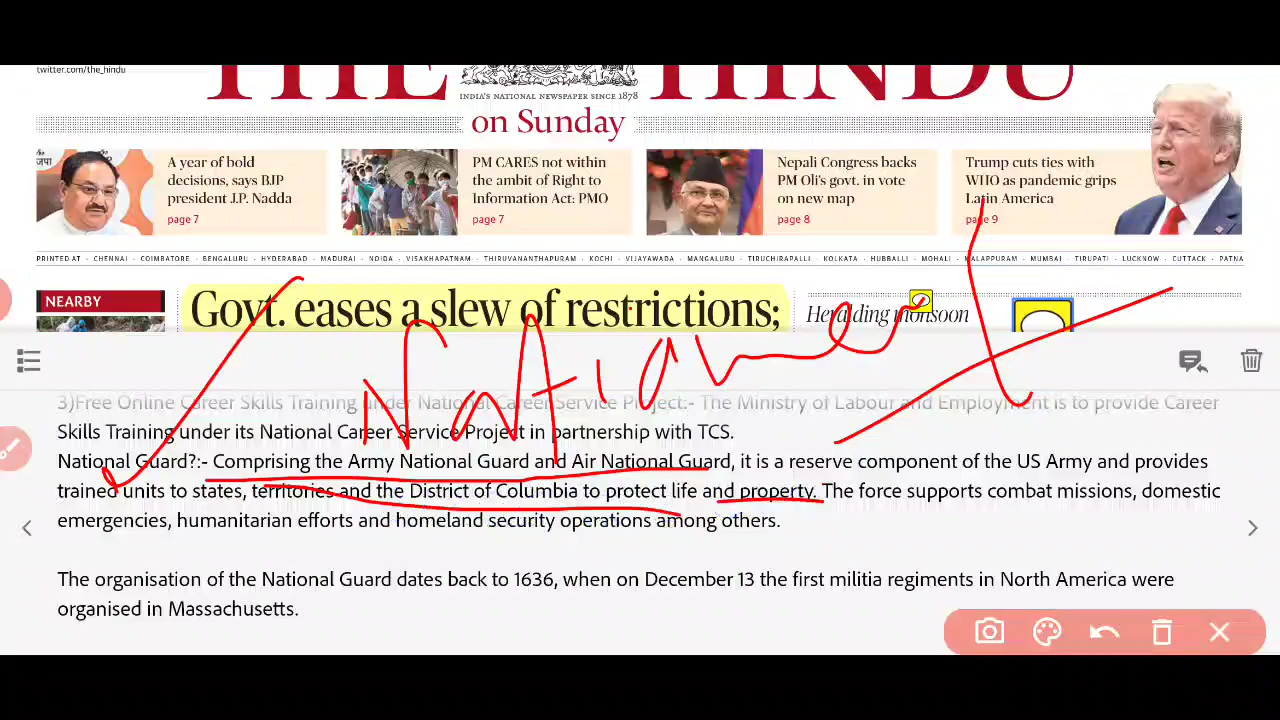 twitter.com/the_hindu
THE HINDU
INDIA'S NATIONAL NEWSPAPER SINCE 1878
on Sunday
A year of bold
decisions, says BJP
president J.P. Nadda
page 7
PM CARES not within
the ambit of Right to
Information Act: PMO
page 7
Nepali Congress backs
PM Oli's govt. in vote
on new map
page 8
Trump cuts ties with
WHO as pandemic grips
Latin America
page 9
PRINTED AT · CHENNAI · COIMBATORE · BENGALURU · HYDERABAD · MADURAI · NOIDA · VISAKHAPATNAM · THIRUVANANTHAPURAM · KOCHI · VIJAYAWADA · MANGALURU · TIRUCHIRAPALLI · KOLKATA · HUBBALLI · MOHALI · MALAPPURAM · MUMBAI · TIRUPATI · LUCKNOW · CUTTACK · PATNA
NEARBY
Govt. eases a slew of restrictions;
Heralding monsoon
3)Free Online Career Skills Training under National Career Service Project:- The Ministry of Labour and Employment is to provide Career
Skills Training under its National Career Service Project in partnership with TCS.
National Guard?:- Comprising the Army National Guard and Air National Guard, it is a reserve component of the US Army and provides
trained units to states, territories and the District of Columbia to protect life and property. The force supports combat missions, domestic
emergencies, humanitarian efforts and homeland security operations among others.
The organisation of the National Guard dates back to 1636, when on December 13 the first militia regiments in North America were
organised in Massachusetts.